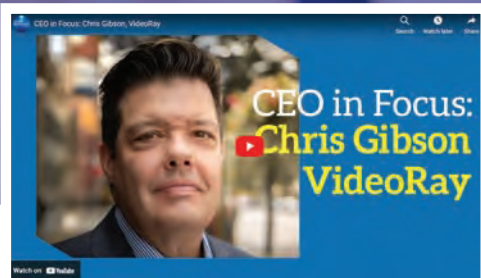 CEO in Focus: Chris Gibson, VideoRay
Search
Watch later
Share
CEO in Focus:
Chris Gibson
VideoRay
Watch on YouTube